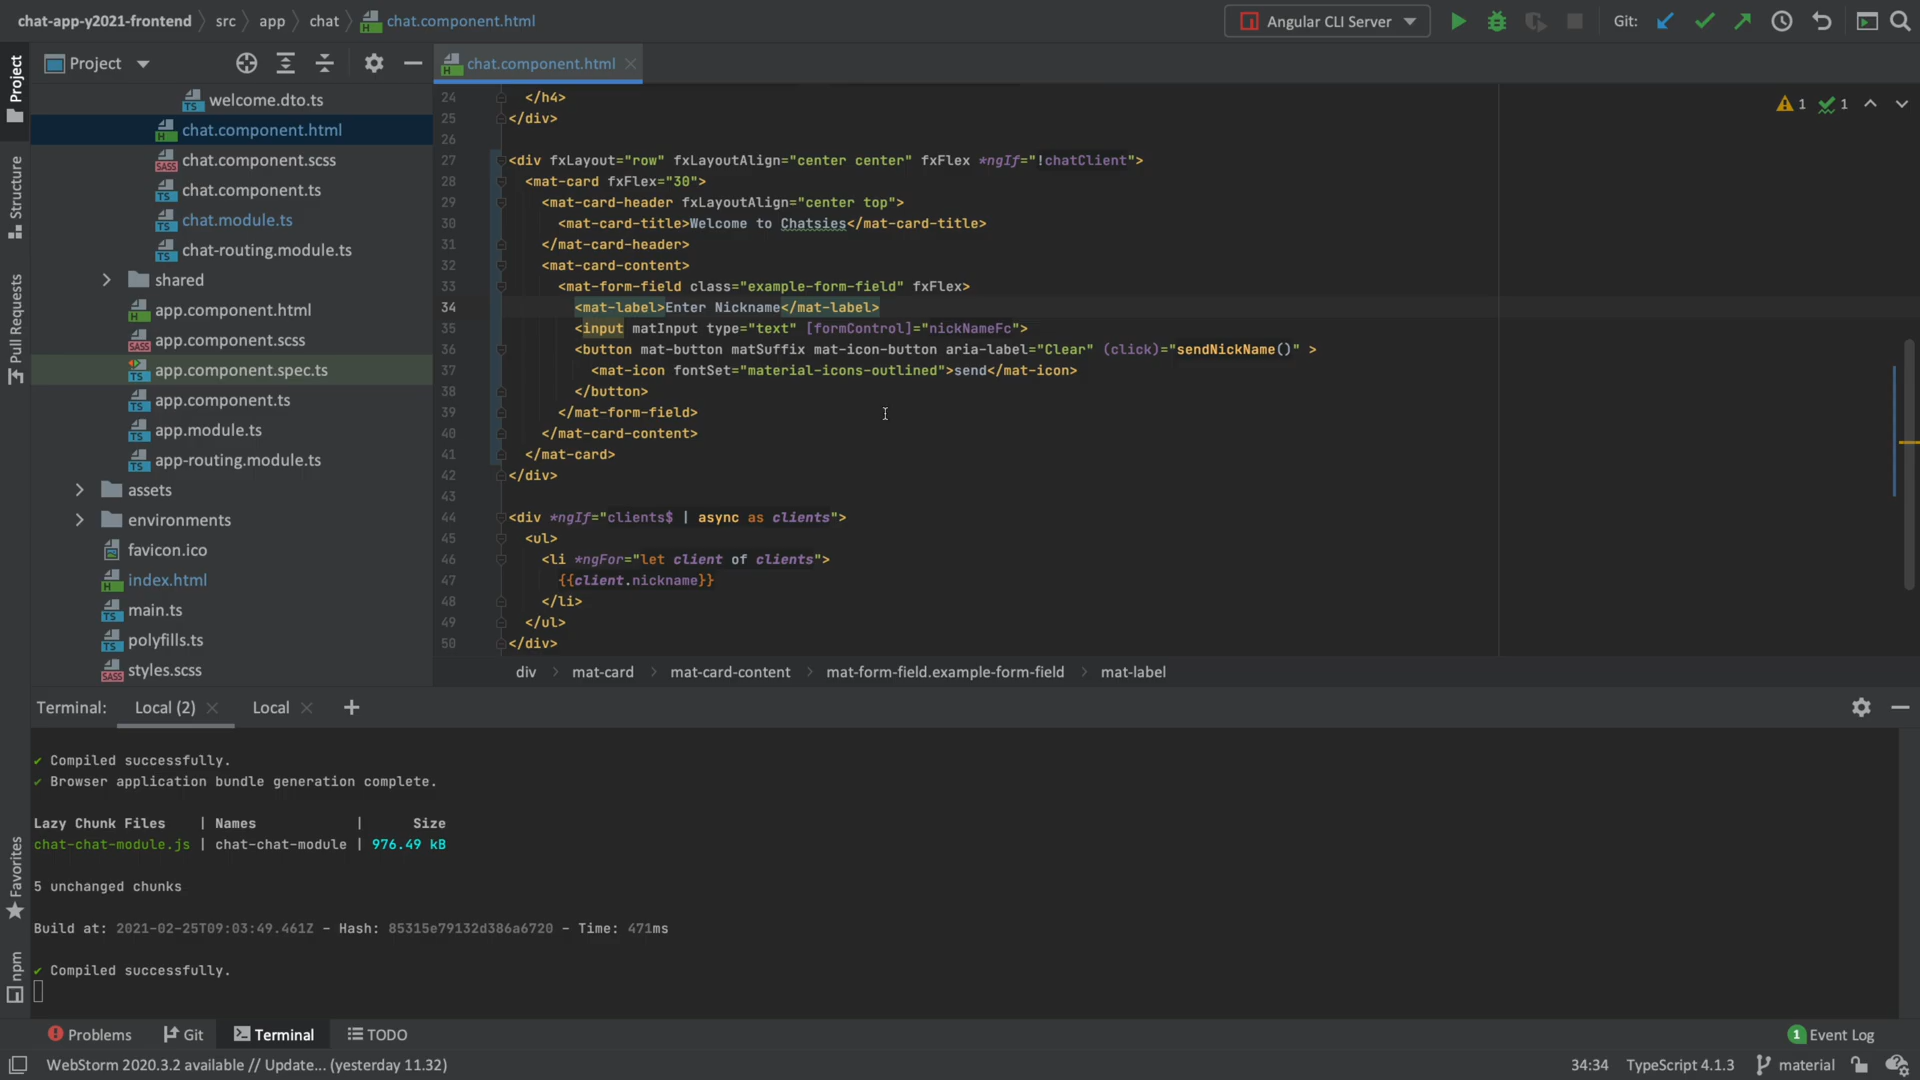 chat-app-y2021-frontend src app chat chat.component.html
Angular CLI Server
Git:
Project
chat.component.html
Project
Structure
Pull Requests
Favorites
npm
welcome.dto.ts
chat.component.html
chat.component.scss
chat.component.ts
chat.module.ts
chat-routing.module.ts
shared
app.component.html
app.component.scss
app.component.spec.ts
app.component.ts
app.module.ts
app-routing.module.ts
assets
environments
favicon.ico
index.html
main.ts
polyfills.ts
styles.scss
1 1
24 </h4>
25 </div>
26
27 <div fxLayout="row" fxLayoutAlign="center center" fxFlex *ngIf="!chatClient">
28 <mat-card fxFlex="30">
29 <mat-card-header fxLayoutAlign="center top">
30 <mat-card-title>Welcome to Chatsies</mat-card-title>
31 </mat-card-header>
32 <mat-card-content>
33 <mat-form-field class="example-form-field" fxFlex>
34 <mat-label>Enter Nickname</mat-label>
35 <input matInput type="text" [formControl]="nickNameFc">
36 <button mat-button matSuffix mat-icon-button aria-label="Clear" (click)="sendNickName()" >
37 <mat-icon fontSet="material-icons-outlined">send</mat-icon>
38 </button>
39 </mat-form-field>
40 </mat-card-content>
41 </mat-card>
42 </div>
43
44 <div *ngIf="clients$ | async as clients">
45 <ul>
46 <li *ngFor="let client of clients">
47 {{client.nickname}}
48 </li>
49 </ul>
50 </div>
div mat-card mat-card-content mat-form-field.example-form-field mat-label
Terminal: Local (2) Local
✔ Compiled successfully.
✔ Browser application bundle generation complete.
Lazy Chunk Files | Names | Size
chat-chat-module.js | chat-chat-module | 976.49 kB
5 unchanged chunks
Build at: 2021-02-25T09:03:49.461Z - Hash: 85315e79132d386a6720 - Time: 471ms
✔ Compiled successfully.
Problems Git Terminal TODO
1 Event Log
WebStorm 2020.3.2 available // Update... (yesterday 11.32)
34:34 TypeScript 4.1.3 material